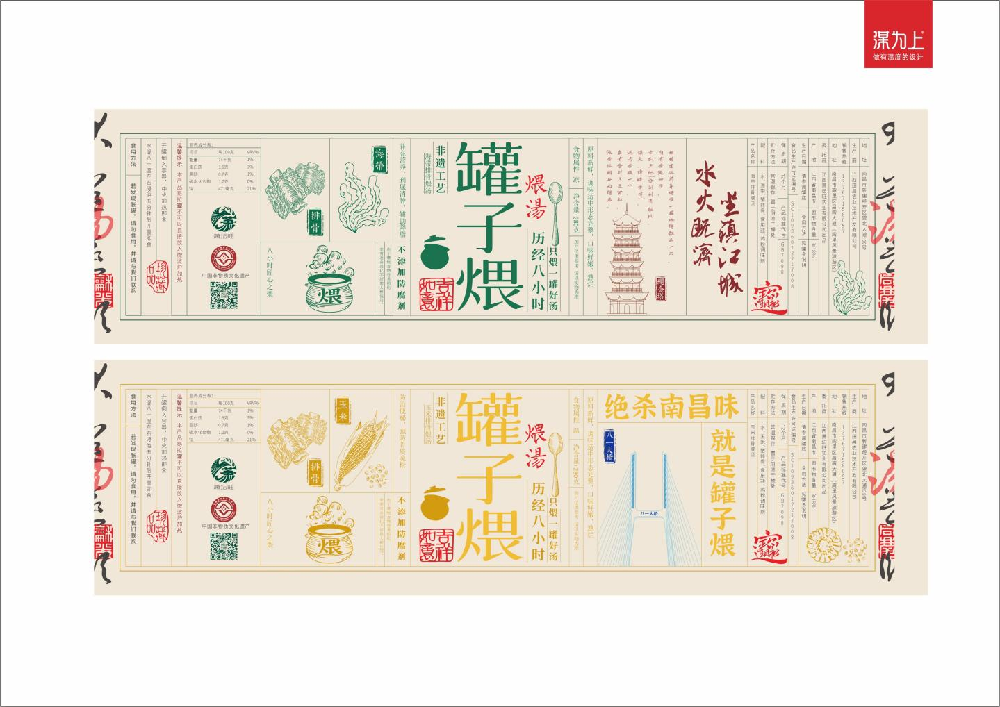 谋为上
做有温度的设计
食用方法
若发现胀罐，请勿食用，并请与我们联系
水温八十度左右浸泡五分钟后开盖即食
开罐倒入容器，中火加热即食
珍藏
温馨提示
本产品易拉罐不可以直接放入微波炉加热
营养成分表：
项目 每100克 VRV%
能量 74千焦 1%
蛋白质 1.6克 3%
脂肪 0.7克 1%
碳水化合物 1.2克 0%
钠 471毫克 21%
萧坛旺
中国非物质文化遗产
排骨
海带
补充营养、利尿消肿、辅助降脂
八小时匠心之煨
煨
不添加防腐剂
非遗工艺
海带排骨煨汤
吉祥如意
罐子煨
煨湯
历经八小时
只煨一罐好汤
食物属性 凉
净含量：280克
图片仅供参考 请以实物为准
原料新鲜，调味适中形态完整，口味鲜嫩、熟烂
绳金塔
水火既济
坐镇江城
招财进宝
产品名称 海带排骨煨汤
配料 水、海带、猪排骨、食用盐、鸡粉调味剂
贮存方法 常温保存，置于阴凉干燥处
保质期 12个月
产品标准代号 GB7098
食品生产许可证编号 SC10936012217008
生产日期 请参阅罐底
食用方法 见罐身说明
产地 江西省南昌市
固形物含量 ≥18%
委托商 江西萧坛旺实业有限公司出品
地址 南昌市湾里区昌湾大道（湾里风景旅游区）
销售热线 13767158057
生产商 江西田昌农业技术开发有限公司
地址 南昌市新建经开区望北大道139号
食用方法
若发现胀罐，请勿食用，并请与我们联系
水温八十度左右浸泡五分钟后开盖即食
开罐倒入容器，中火加热即食
珍藏
温馨提示
本产品易拉罐不可以直接放入微波炉加热
营养成分表：
项目 每100克 VRV%
能量 74千焦 1%
蛋白质 1.6克 3%
脂肪 0.7克 1%
碳水化合物 1.2克 0%
钠 471毫克 21%
萧坛旺
中国非物质文化遗产
排骨
玉米
防治便秘、预防骨质疏松
八小时匠心之煨
煨
不添加防腐剂
非遗工艺
玉米排骨煨汤
吉祥如意
罐子煨
煨湯
历经八小时
只煨一罐好汤
食物属性 温
净含量：280克
图片仅供参考 请以实物为准
原料新鲜，调味适中形态完整，口味鲜嫩、熟烂
绝杀南昌味
八一大橋
八一大桥
就是罐子煨
招财进宝
产品名称 玉米排骨煨汤
配料 水、玉米、猪排骨、食用盐、鸡粉调味剂
贮存方法 常温保存，置于阴凉干燥处
保质期 12个月
产品标准代号 GB7098
食品生产许可证编号 SC10936012217008
生产日期 请参阅罐底
食用方法 见罐身说明
产地 江西省南昌市
固形物含量 ≥18%
委托商 江西萧坛旺实业有限公司出品
地址 南昌市湾里区昌湾大道（湾里风景旅游区）
销售热线 13767158057
生产商 江西田昌农业技术开发有限公司
地址 南昌市新建经开区望北大道139号